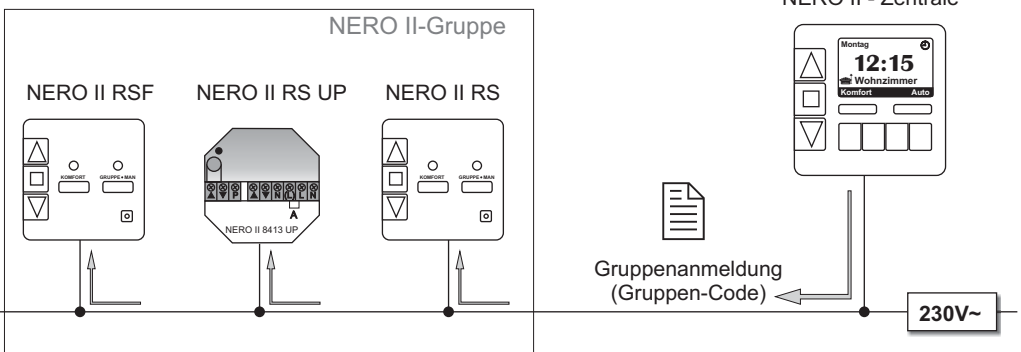 NERO II - Zentrale
NERO II-Gruppe
NERO II RSF
NERO II RS UP
NERO II RS
Montag
12:15
Wohnzimmer
Komfort Auto
KOMFORT GRUPPE • MAN
P N (L) L N
A
NERO II 8413 UP
KOMFORT GRUPPE • MAN
Gruppenanmeldung
(Gruppen-Code)
230V~